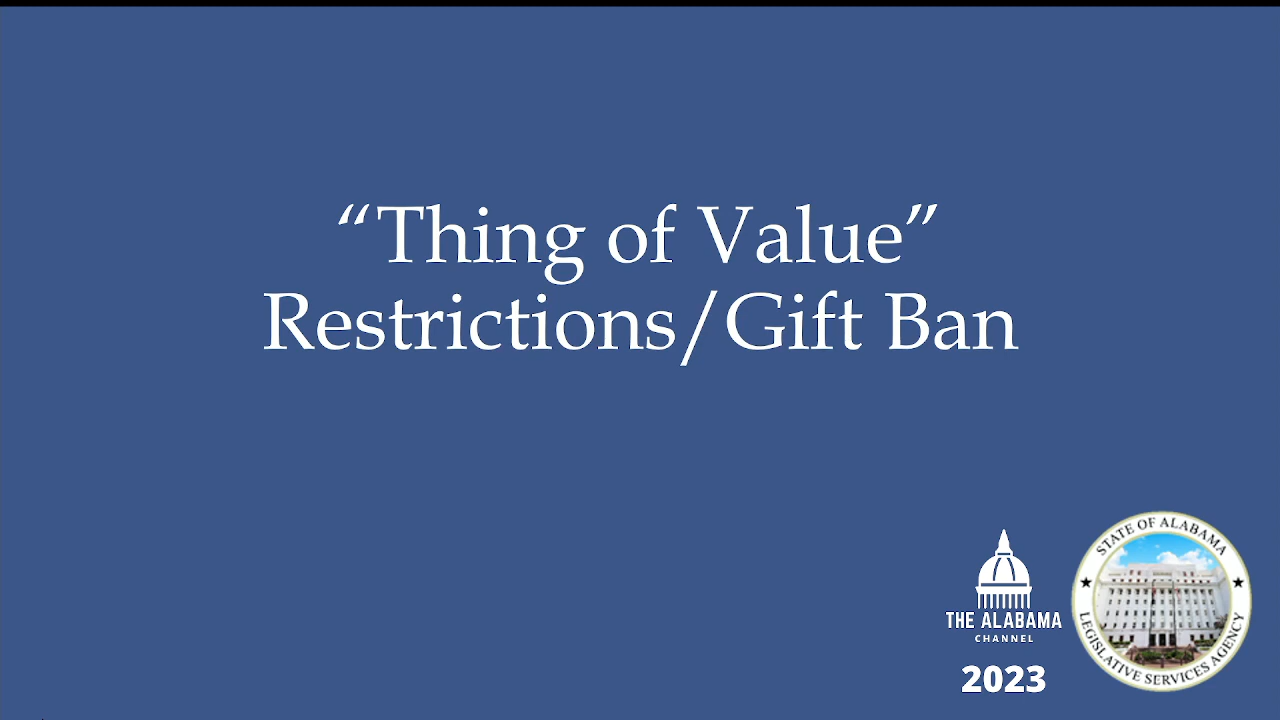 “Thing of Value”
Restrictions/Gift Ban
THE ALABAMA
CHANNEL
2023
STATE OF ALABAMA
LEGISLATIVE SERVICES AGENCY